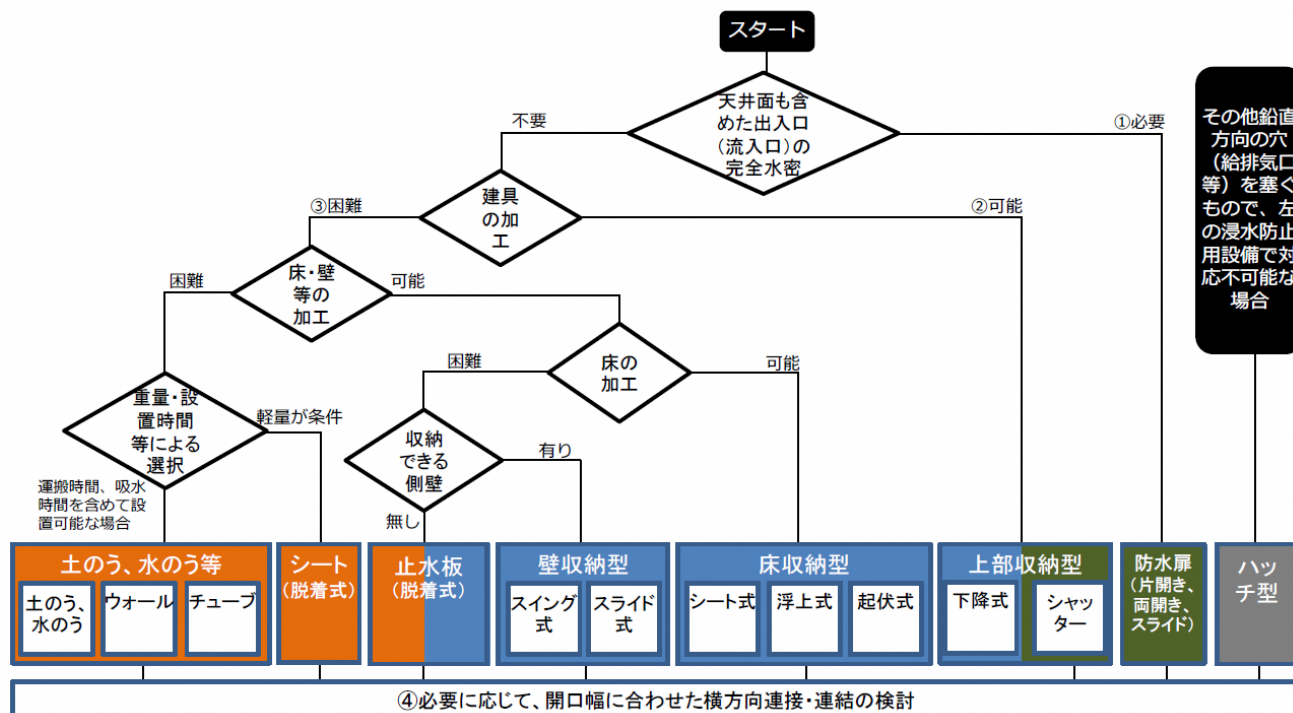 スタート
天井面も含
めた出入口
(流入口)の
完全水密
不要
①必要
その他鉛直
方向の穴
（給排気口
等）を塞ぐ
もので、左
の浸水防止
用設備で対
応不可能な
場合
建具
の加
工
③困難
②可能
床・壁
等の
加工
困難
可能
床の
加工
困難
可能
重量・設
置時間
等による
選択
軽量が条件
収納
できる
側壁
有り
無し
運搬時間、吸水
時間を含めて設
置可能な場合
土のう、水のう等
土のう、
水のう
ウォール
チューブ
シート
(脱着式)
止水板
(脱着式)
壁収納型
スイング
式
スライド
式
床収納型
シート式
浮上式
起伏式
上部収納型
下降式
シャッ
ター
防水扉
(片開き、
両開き、
スライド)
ハッ
チ型
④必要に応じて、開口幅に合わせた横方向連接・連結の検討